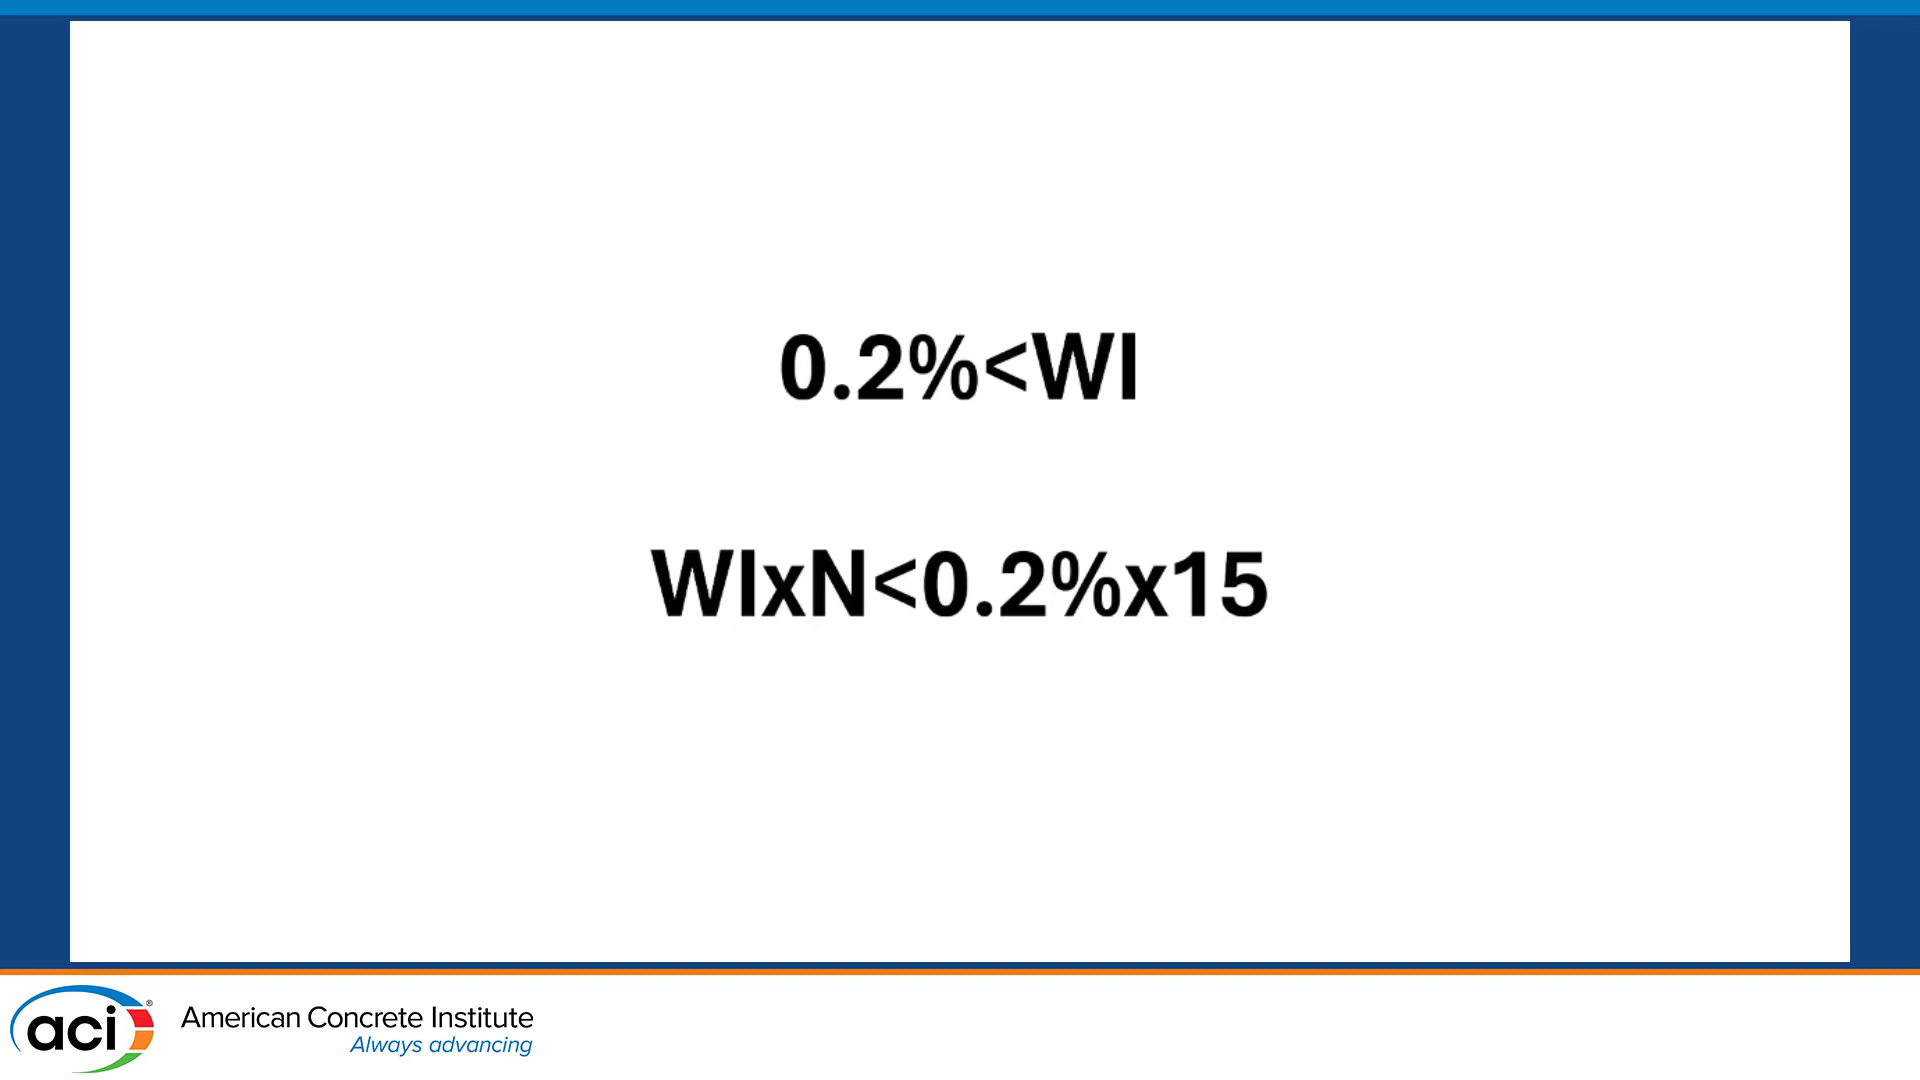 0.2%<WI
WIxN<0.2%x15
aci®
American Concrete Institute
Always advancing